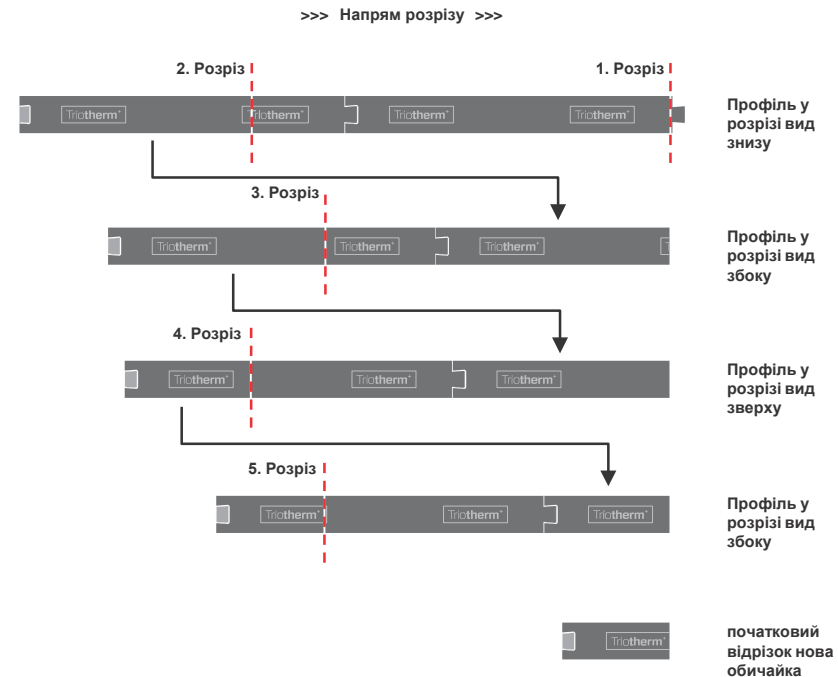 >>> Напрям розрізу >>>
2. Розріз
1. Розріз
Triotherm+ Triotherm+ Triotherm+ Triotherm+
Профіль у
розрізі вид
знизу
3. Розріз
Triotherm+ Triotherm+ Triotherm+ T
Профіль у
розрізі вид
збоку
4. Розріз
Triotherm+ Triotherm+ Triotherm+
Профіль у
розрізі вид
зверху
5. Розріз
Triotherm+ Triotherm+ Triotherm+
Профіль у
розрізі вид
збоку
Triotherm+
початковий
відрізок нова
обичайка